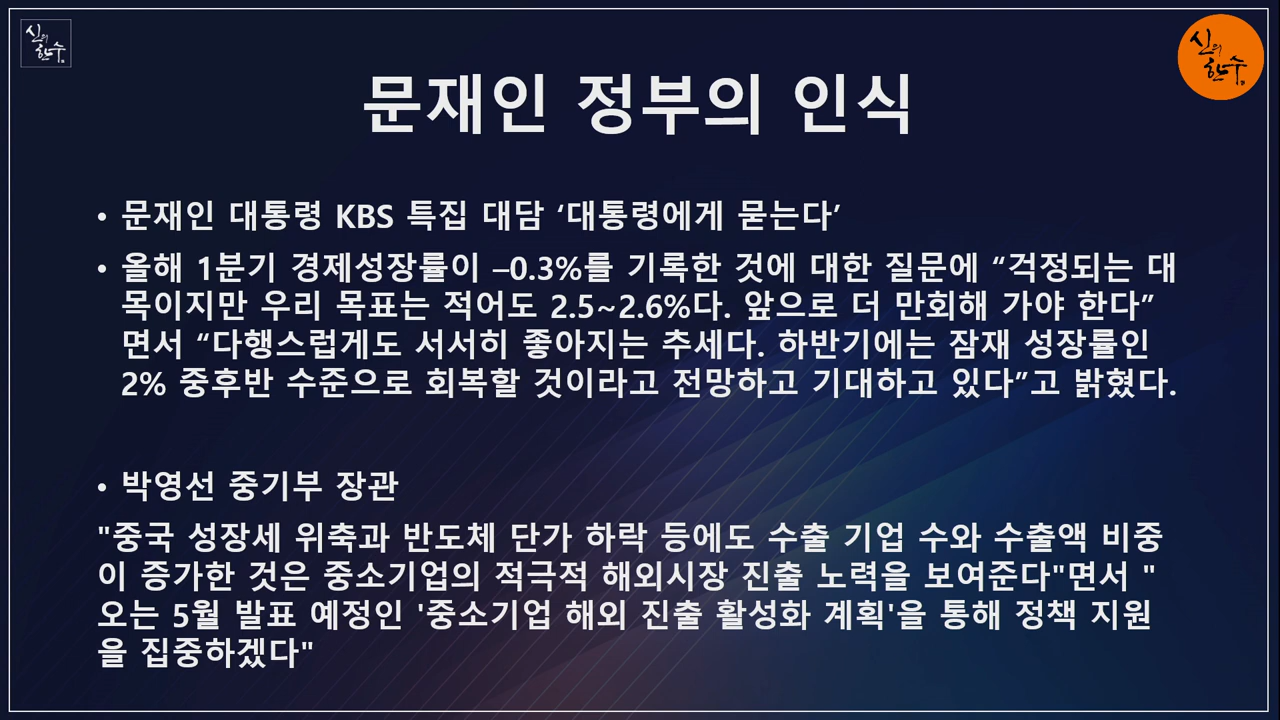 신의
한수
신의
한수
문재인 정부의 인식
• 문재인 대통령 KBS 특집 대담 ‘대통령에게 묻는다’
• 올해 1분기 경제성장률이 –0.3%를 기록한 것에 대한 질문에 “걱정되는 대
목이지만 우리 목표는 적어도 2.5~2.6%다. 앞으로 더 만회해 가야 한다”
면서 “다행스럽게도 서서히 좋아지는 추세다. 하반기에는 잠재 성장률인
2% 중후반 수준으로 회복할 것이라고 전망하고 기대하고 있다”고 밝혔다.
• 박영선 중기부 장관
"중국 성장세 위축과 반도체 단가 하락 등에도 수출 기업 수와 수출액 비중
이 증가한 것은 중소기업의 적극적 해외시장 진출 노력을 보여준다"면서 "
오는 5월 발표 예정인 '중소기업 해외 진출 활성화 계획'을 통해 정책 지원
을 집중하겠다"